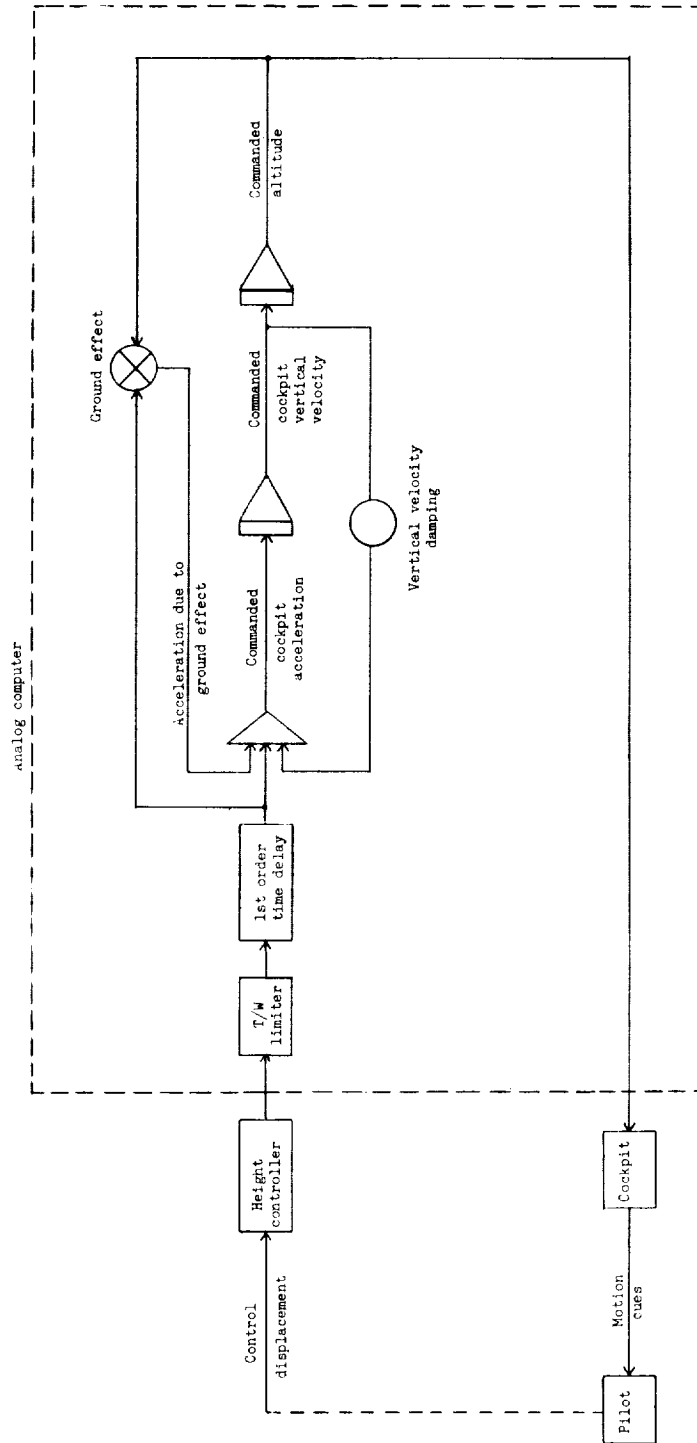 Analog computer
Ground effect
Acceleration due to
ground effect
Commanded
altitude
Commanded
cockpit
vertical
velocity
Commanded
cockpit
acceleration
Vertical velocity
damping
1st order
time delay
T/W
limiter
Height
controller
Control
displacement
Cockpit
Motion
cues
Pilot